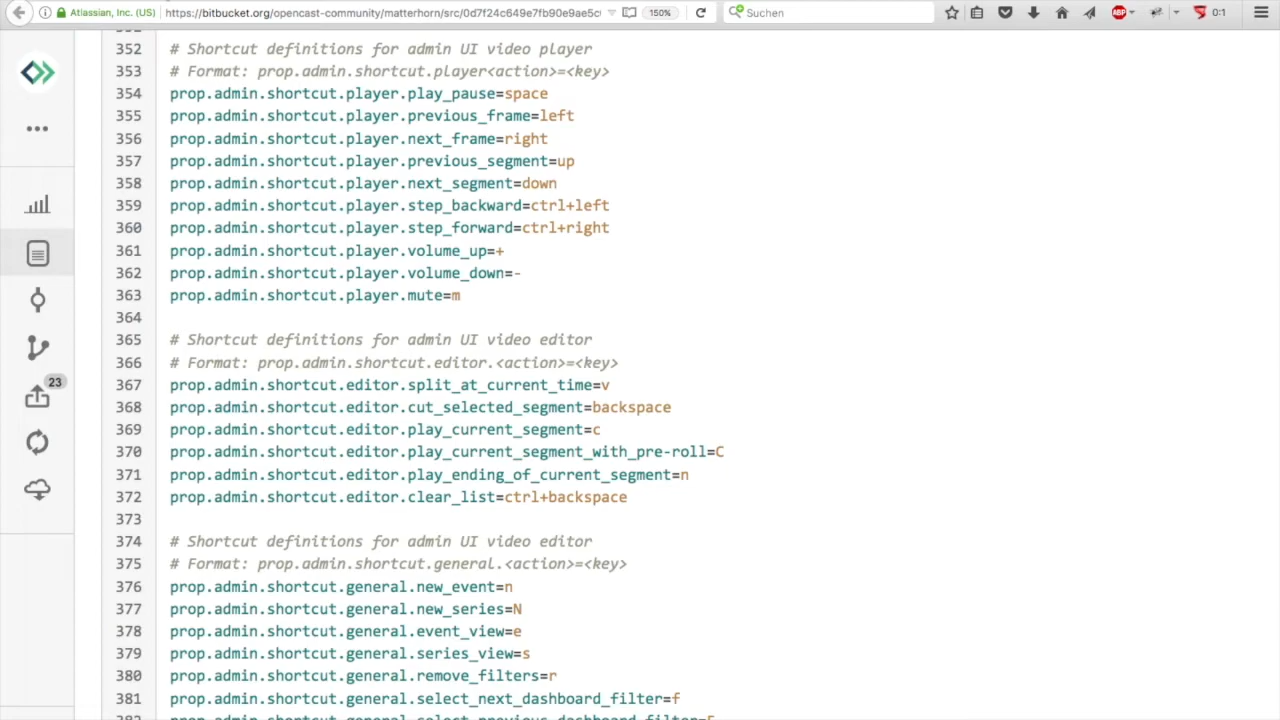 Atlassian, Inc. (US)
https://bitbucket.org/opencast-community/matterhorn/src/0d7f24c649e7fb90e9ae5c
150%
Suchen
ABP
0:1
352 # Shortcut definitions for admin UI video player
353 # Format: prop.admin.shortcut.player<action>=<key>
354 prop.admin.shortcut.player.play_pause=space
355 prop.admin.shortcut.player.previous_frame=left
356 prop.admin.shortcut.player.next_frame=right
357 prop.admin.shortcut.player.previous_segment=up
358 prop.admin.shortcut.player.next_segment=down
359 prop.admin.shortcut.player.step_backward=ctrl+left
360 prop.admin.shortcut.player.step_forward=ctrl+right
361 prop.admin.shortcut.player.volume_up=+
362 prop.admin.shortcut.player.volume_down=-
363 prop.admin.shortcut.player.mute=m
364
365 # Shortcut definitions for admin UI video editor
366 # Format: prop.admin.shortcut.editor.<action>=<key>
367 prop.admin.shortcut.editor.split_at_current_time=v
23
368 prop.admin.shortcut.editor.cut_selected_segment=backspace
369 prop.admin.shortcut.editor.play_current_segment=c
370 prop.admin.shortcut.editor.play_current_segment_with_pre-roll=C
371 prop.admin.shortcut.editor.play_ending_of_current_segment=n
372 prop.admin.shortcut.editor.clear_list=ctrl+backspace
373
374 # Shortcut definitions for admin UI video editor
375 # Format: prop.admin.shortcut.general.<action>=<key>
376 prop.admin.shortcut.general.new_event=n
377 prop.admin.shortcut.general.new_series=N
378 prop.admin.shortcut.general.event_view=e
379 prop.admin.shortcut.general.series_view=s
380 prop.admin.shortcut.general.remove_filters=r
381 prop.admin.shortcut.general.select_next_dashboard_filter=f